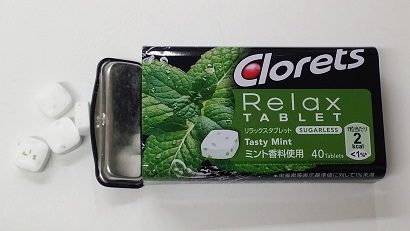 Clorets
Relax
TABLET
リラックスタブレット SUGARLESS
Tasty Mint
ミント香料使用 40 Tablets
1粒当たり
2
kcal
<1%*